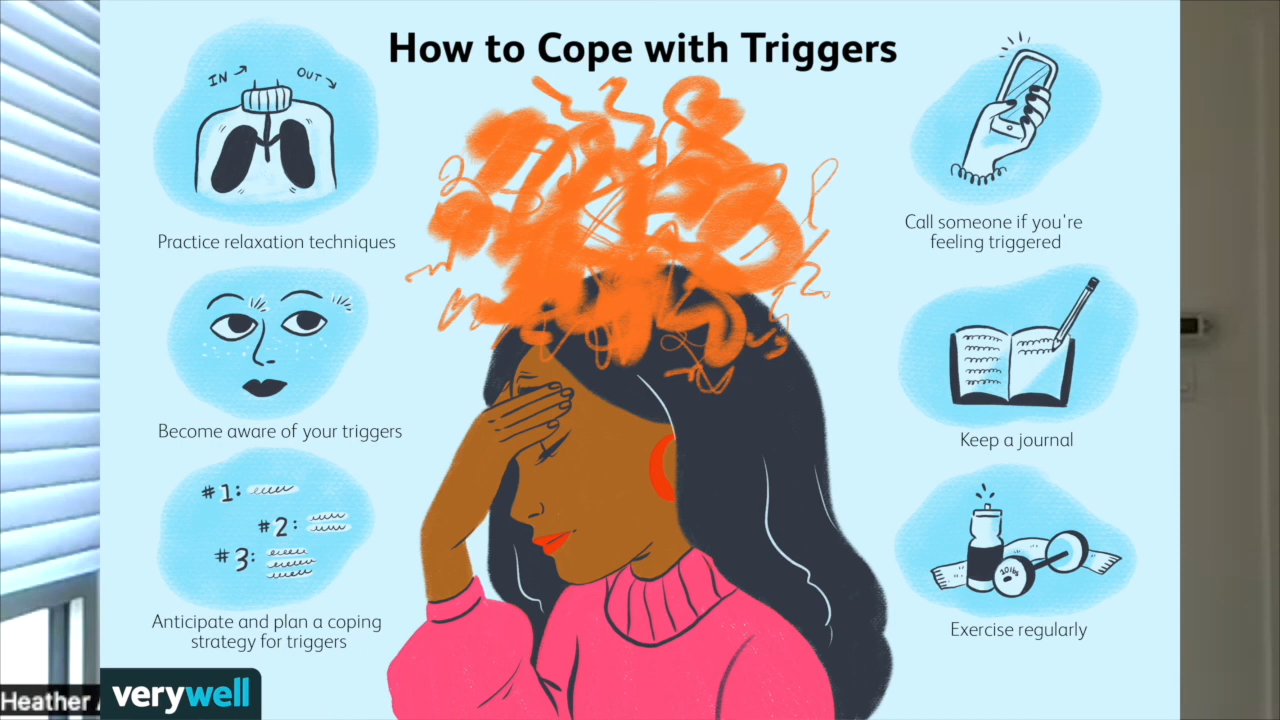 How to Cope with Triggers
IN
OUT
Practice relaxation techniques
Become aware of your triggers
#1:
#2:
#3:
Anticipate and plan a coping
strategy for triggers
Call someone if you're
feeling triggered
Keep a journal
10 lbs
Exercise regularly
Heather
verywell